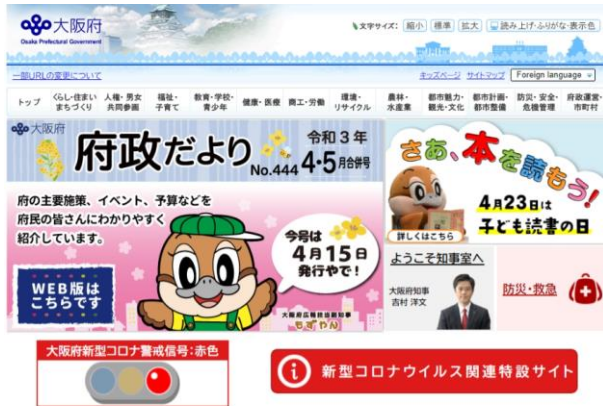 大阪府
Osaka Prefectural Government
文字サイズ: 縮小 標準 拡大 読み上げ・ふりがな・表示色
一部URLの変更について
キッズページ サイトマップ Foreign language
トップ
くらし・住まい
まちづくり
人権・男女
共同参画
福祉・
子育て
教育・学校・
青少年
健康・医療
商工・労働
環境・
リサイクル
農林・
水産業
都市魅力・
観光・文化
都市計画・
都市整備
防災・安全・
危機管理
府政運営・
市町村
大阪府
府政だより
No.444
令和3年
4・5月合併号
府の主要施策、イベント、予算などを
府民の皆さんにわかりやすく
紹介しています。
今号は
4月15日
発行やで!
WEB版は
こちらです
大阪府広報担当副知事
もずやん
さあ、本を読もう!
4月23日は
子ども読書の日
詳しくはこちら
ようこそ知事室へ
大阪府知事
吉村 洋文
防災・救急
大阪府新型コロナ警戒信号:赤色
新型コロナウイルス関連特設サイト